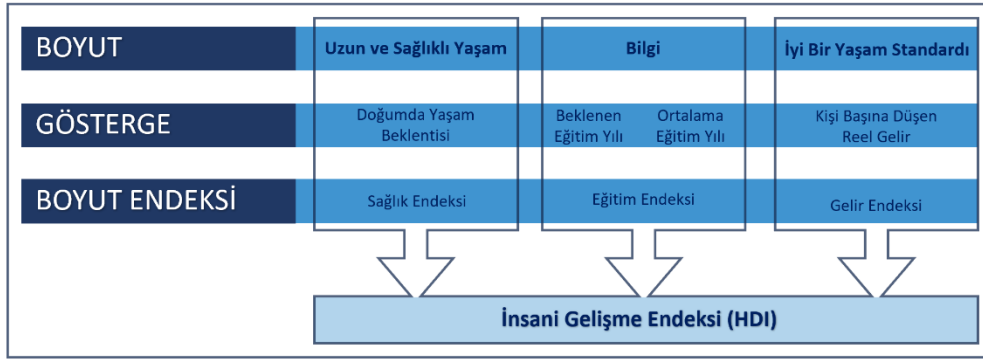 BOYUT
Uzun ve Sağlıklı Yaşam
Bilgi
İyi Bir Yaşam Standardı
GÖSTERGE
Doğumda Yaşam
Beklentisi
Beklenen
Eğitim Yılı
Ortalama
Eğitim Yılı
Kişi Başına Düşen
Reel Gelir
BOYUT ENDEKSİ
Sağlık Endeksi
Eğitim Endeksi
Gelir Endeksi
İnsani Gelişme Endeksi (HDI)